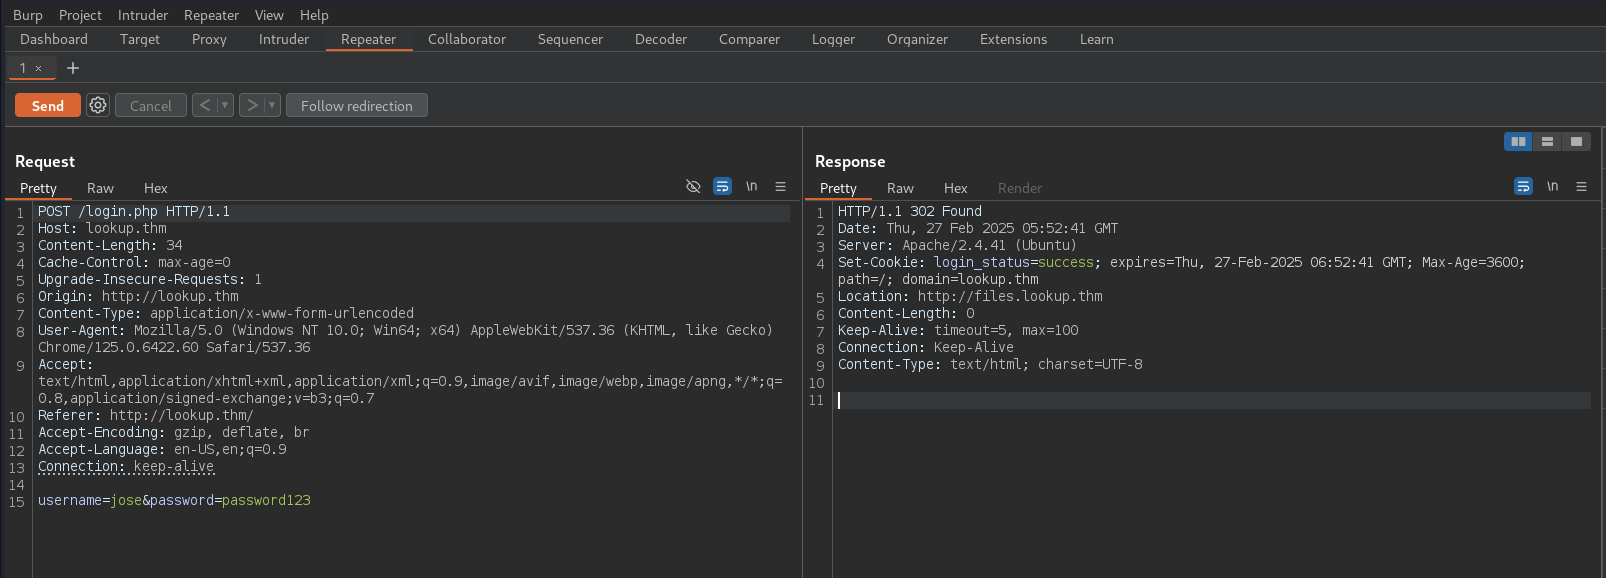 Burp Project Intruder Repeater View Help
Dashboard Target Proxy Intruder Repeater Collaborator Sequencer Decoder Comparer Logger Organizer Extensions Learn
1 × +
Send Cancel < ▾ > ▾ Follow redirection
Request
Pretty Raw Hex \n
1 POST /login.php HTTP/1.1
2 Host: lookup.thm
3 Content-Length: 34
4 Cache-Control: max-age=0
5 Upgrade-Insecure-Requests: 1
6 Origin: http://lookup.thm
7 Content-Type: application/x-www-form-urlencoded
8 User-Agent: Mozilla/5.0 (Windows NT 10.0; Win64; x64) AppleWebKit/537.36 (KHTML, like Gecko)
Chrome/125.0.6422.60 Safari/537.36
9 Accept:
text/html,application/xhtml+xml,application/xml;q=0.9,image/avif,image/webp,image/apng,*/*;q=
0.8,application/signed-exchange;v=b3;q=0.7
10 Referer: http://lookup.thm/
11 Accept-Encoding: gzip, deflate, br
12 Accept-Language: en-US,en;q=0.9
13 Connection: keep-alive
14
15 username=jose&password=password123
Response
Pretty Raw Hex Render \n
1 HTTP/1.1 302 Found
2 Date: Thu, 27 Feb 2025 05:52:41 GMT
3 Server: Apache/2.4.41 (Ubuntu)
4 Set-Cookie: login_status=success; expires=Thu, 27-Feb-2025 06:52:41 GMT; Max-Age=3600;
path=/; domain=lookup.thm
5 Location: http://files.lookup.thm
6 Content-Length: 0
7 Keep-Alive: timeout=5, max=100
8 Connection: Keep-Alive
9 Content-Type: text/html; charset=UTF-8
10
11